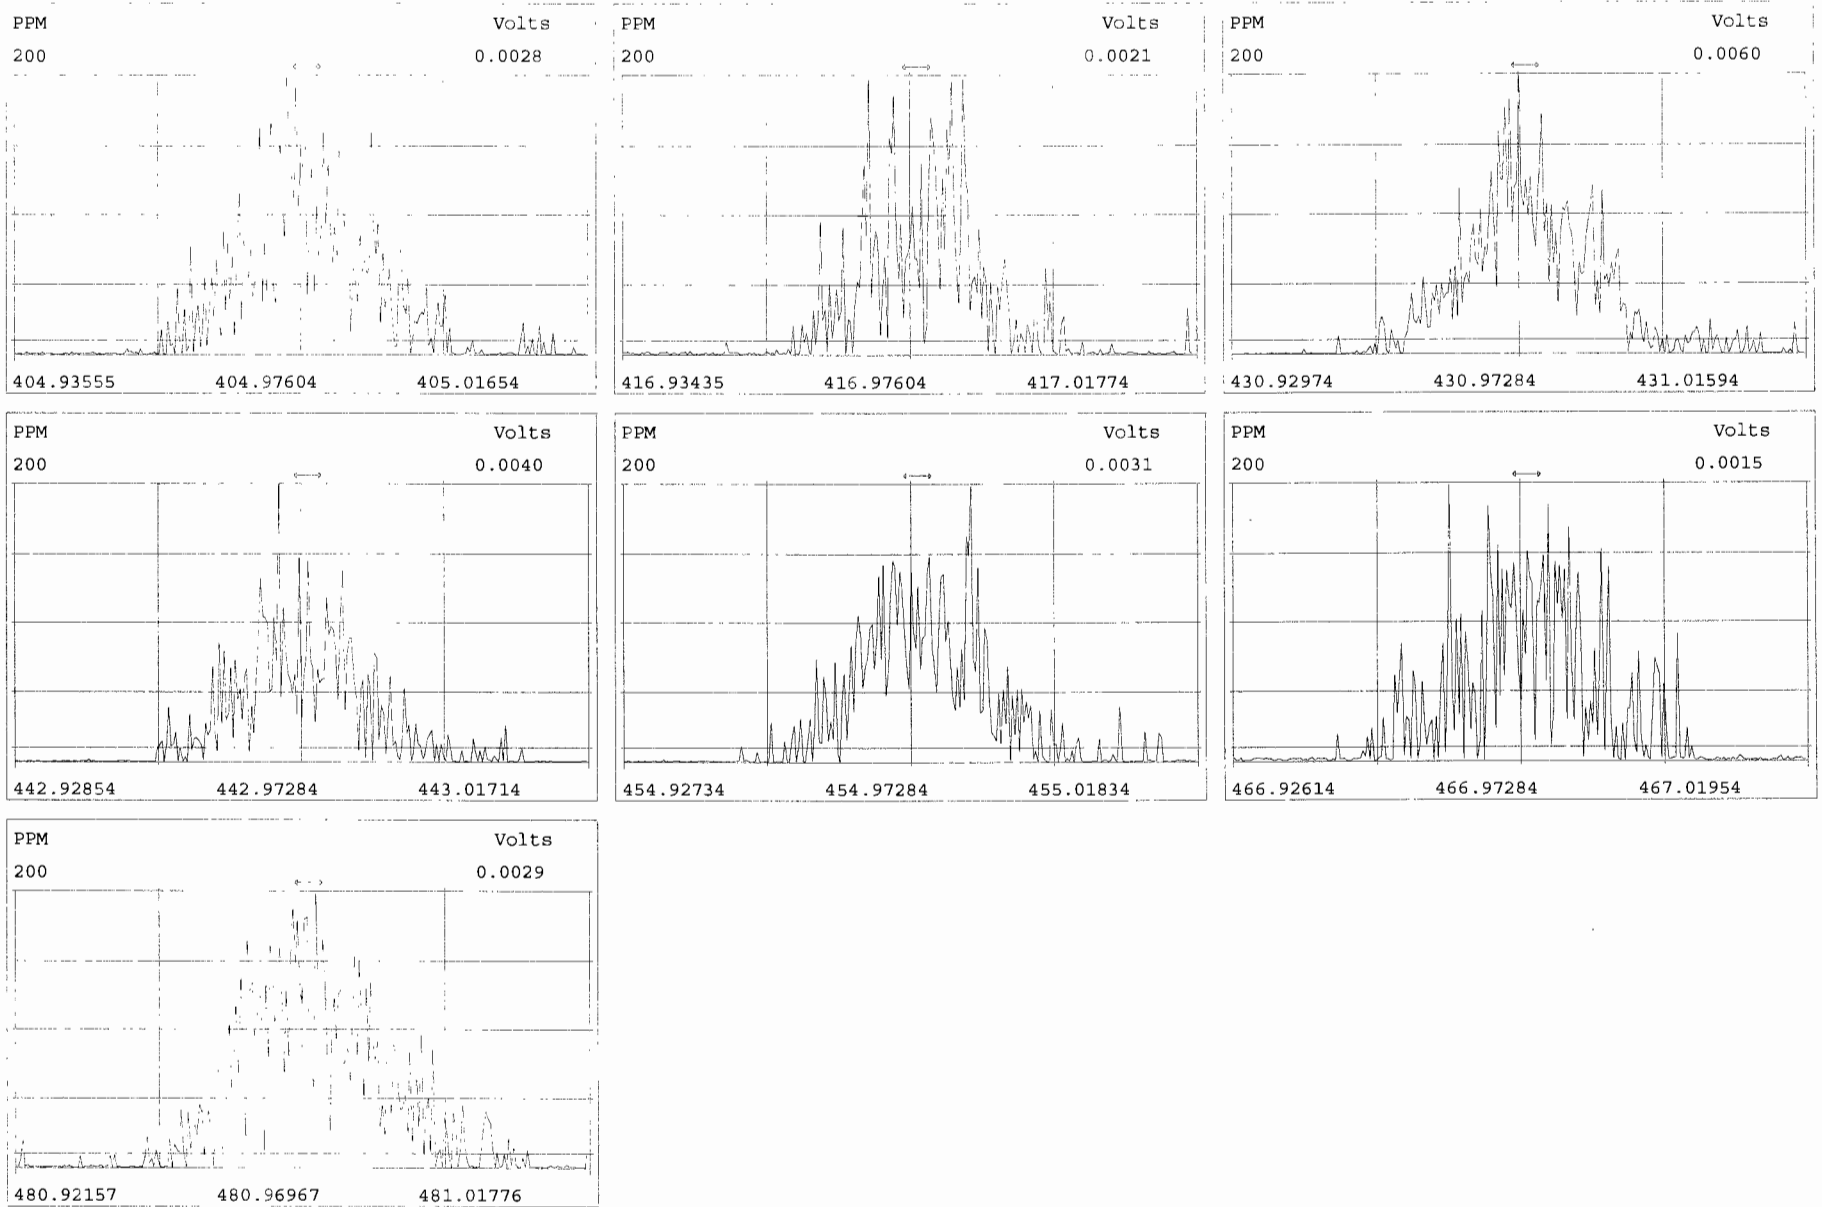 PPM Volts
200 0.0028
404.93555 404.97604 405.01654
PPM Volts
200 0.0021
416.93435 416.97604 417.01774
PPM Volts
200 0.0060
430.92974 430.97284 431.01594
PPM Volts
200 0.0040
442.92854 442.97284 443.01714
PPM Volts
200 0.0031
454.92734 454.97284 455.01834
PPM Volts
200 0.0015
466.92614 466.97284 467.01954
PPM Volts
200 0.0029
480.92157 480.96967 481.01776